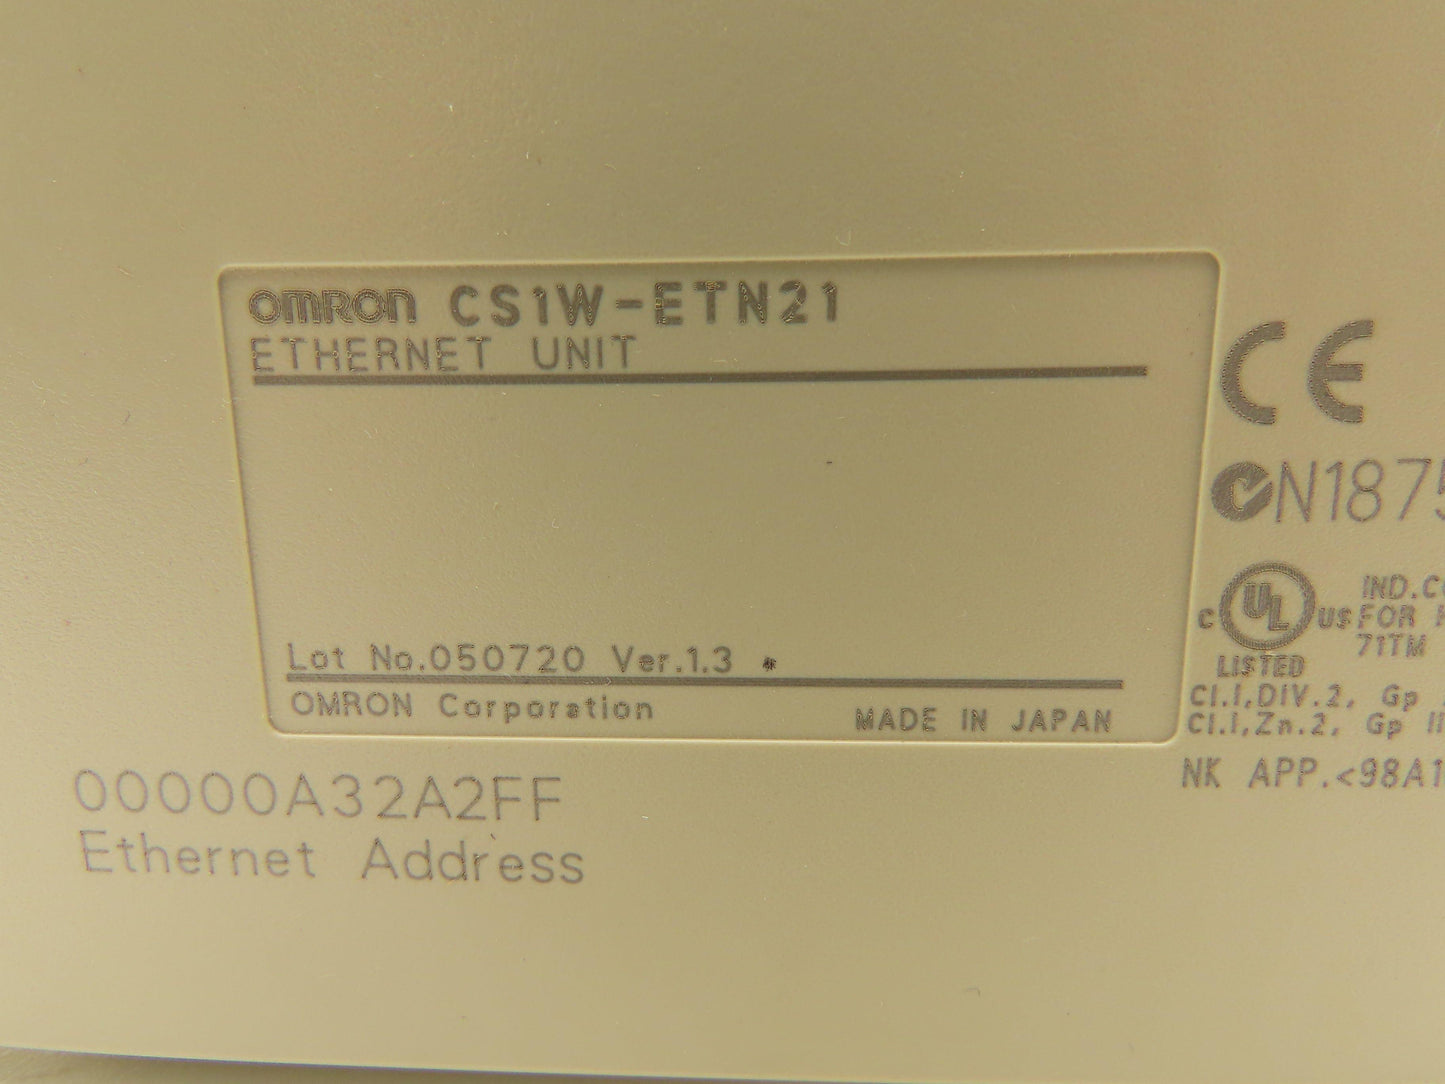 OMRON CS1W-ETN21
ETHERNET UNIT
Lot No.050720 Ver.1.3
OMRON Corporation
MADE IN JAPAN
00000A32A2FF
Ethernet Address
CE
N1875
C UL US
LISTED
IND.
FOR
71TM
Cl.I,DIV.2, Gp
Cl.I,Zn.2, Gp
NK APP.<98A1